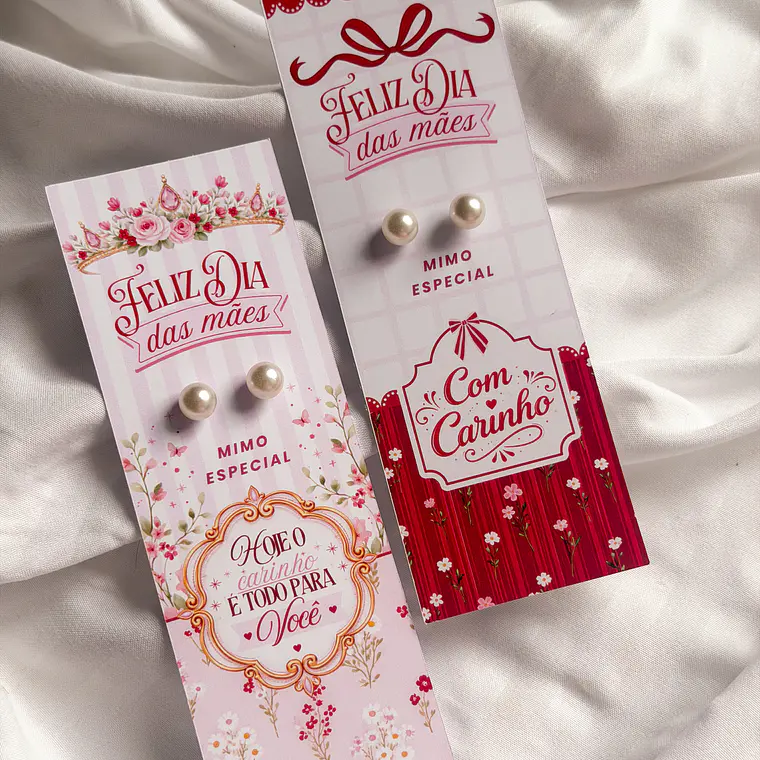 Feliz Dia
das mães
MIMO
ESPECIAL
Hoje o
carinho
é todo para
Você
Feliz Dia
das mães
MIMO
ESPECIAL
Com
Carinho